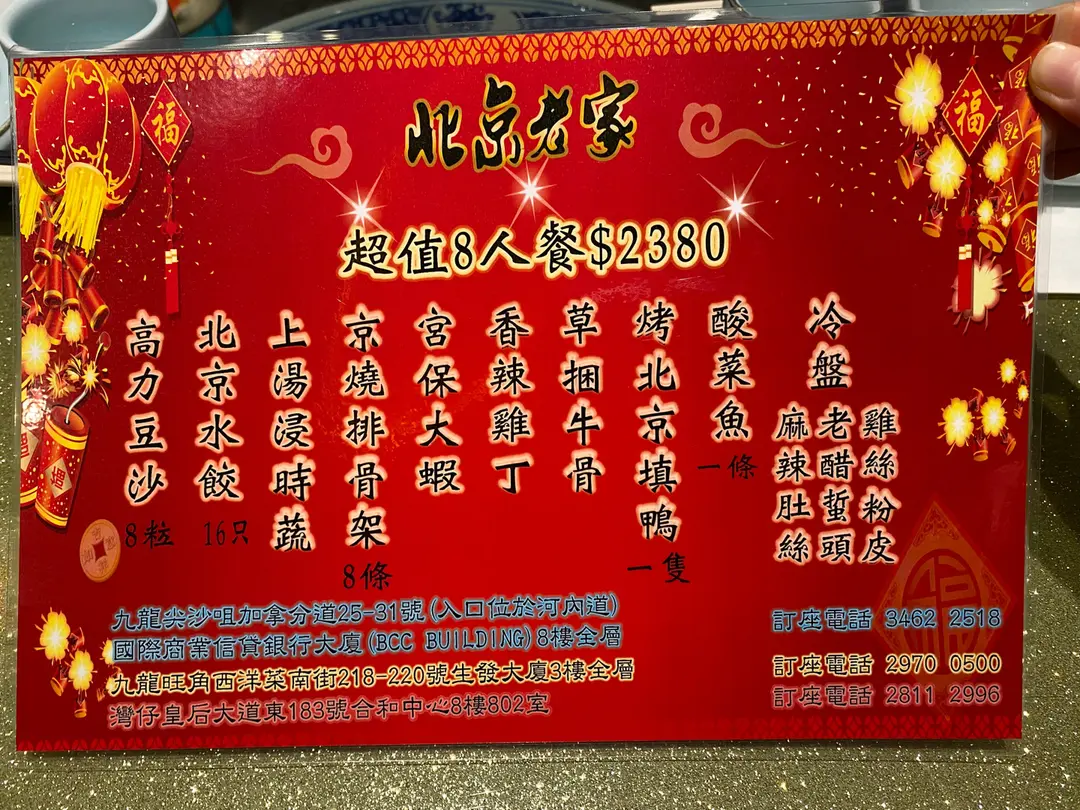 北京老家
超值8人餐$2380
冷盤
雞絲粉皮
老醋蜇頭
麻辣肚絲
酸菜魚 一條
烤北京填鴨 一隻
草捆牛骨
香辣雞丁
宮保大蝦
京燒排骨架 8條
上湯浸時蔬
北京水餃 16只
高力豆沙 8粒
九龍尖沙咀加拿分道25-31號(入口位於河內道)
國際商業信貸銀行大廈(BCC BUILDING)8樓全層
訂座電話 3462 2518
九龍旺角西洋菜南街218-220號生發大廈3樓全層
訂座電話 2970 0500
灣仔皇后大道東183號合和中心8樓802室
訂座電話 2811 2996
福
福
福
福